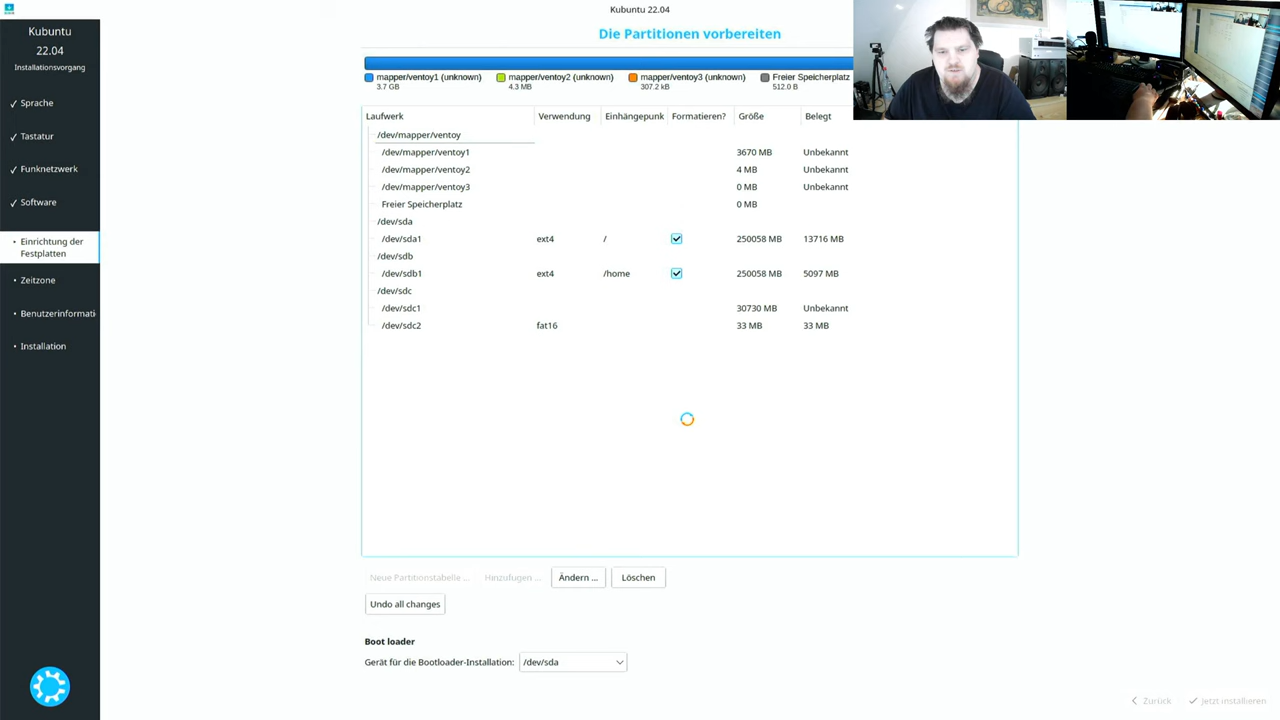 Kubuntu 22.04
Kubuntu
22.04
Installationsvorgang
Sprache
Tastatur
Funknetzwerk
Software
Einrichtung der
Festplatten
Zeitzone
Benutzerinformati
Installation
Die Partitionen vorbereiten
mapper/ventoy1 (unknown)
3.7 GB
mapper/ventoy2 (unknown)
4.3 MB
mapper/ventoy3 (unknown)
307.2 kB
Freier Speicherplatz
512.0 B
Laufwerk Verwendung Einhängepunk Formatieren? Größe Belegt
/dev/mapper/ventoy
/dev/mapper/ventoy1 3670 MB Unbekannt
/dev/mapper/ventoy2 4 MB Unbekannt
/dev/mapper/ventoy3 0 MB Unbekannt
Freier Speicherplatz 0 MB
/dev/sda
/dev/sda1 ext4 / 250058 MB 13716 MB
/dev/sdb
/dev/sdb1 ext4 /home 250058 MB 5097 MB
/dev/sdc
/dev/sdc1 30730 MB Unbekannt
/dev/sdc2 fat16 33 MB 33 MB
Neue Partitionstabelle ... Hinzufügen ... Ändern ... Löschen
Undo all changes
Boot loader
Gerät für die Bootloader-Installation: /dev/sda
Zurück Jetzt installieren